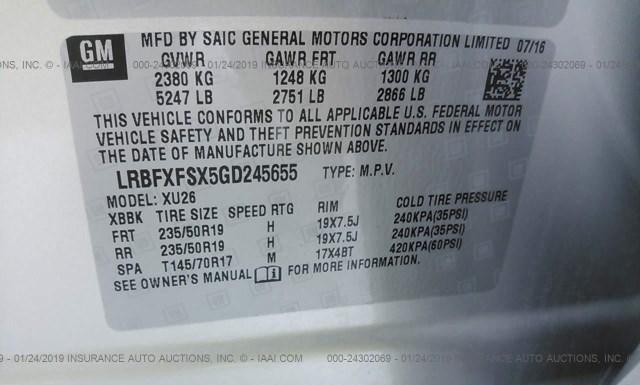 MFD BY SAIC GENERAL MOTORS CORPORATION LIMITED 07/16
GM
.COM
GVWR GAWR FRT GAWR RR
2380 KG 1248 KG 1300 KG
5247 LB 2751 LB 2866 LB
THIS VEHICLE CONFORMS TO ALL APPLICABLE U.S. FEDERAL MOTOR
VEHICLE SAFETY AND THEFT PREVENTION STANDARDS IN EFFECT ON
THE DATE OF MANUFACTURE SHOWN ABOVE.
LRBFXFSX5GD245655 TYPE: M.P.V.
MODEL: XU26
XBBK TIRE SIZE SPEED RTG RIM COLD TIRE PRESSURE
FRT 235/50R19 H 19X7.5J 240KPA(35PSI)
RR 235/50R19 H 19X7.5J 240KPA(35PSI)
SPA T145/70R17 M 17X4BT 420KPA(60PSI)
SEE OWNER'S MANUAL i FOR MORE INFORMATION.
000-24302069 - 01/24/2019 INSURANCE AUTO AUCTIONS, INC. © - IAAI.COM
000-24302069 - 01/24/2019 INSURANCE AUTO AUCTIONS, INC. © - IAAI.COM